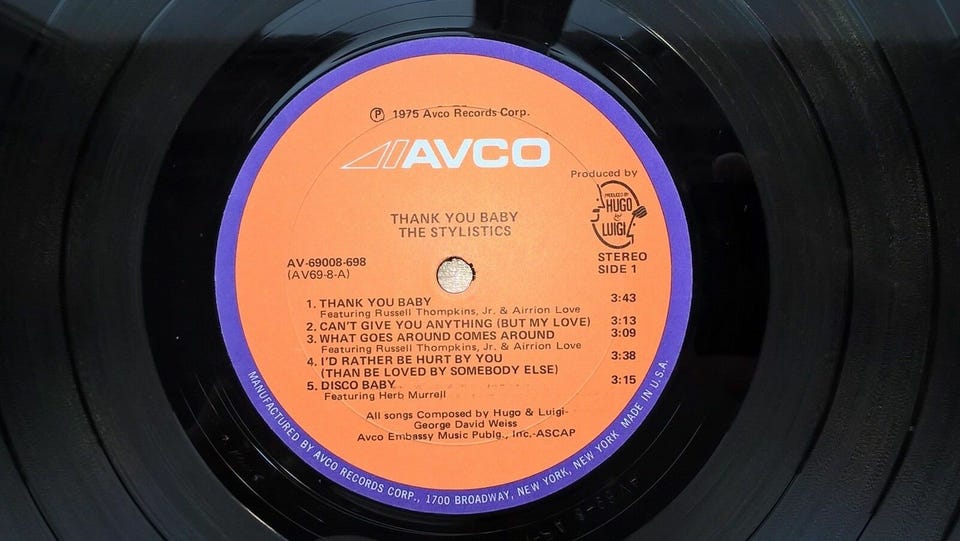 ℗ 1975 Avco Records Corp.
AVCO
Produced by
PRODUCED BY
HUGO
&
LUIGI
THANK YOU BABY
THE STYLISTICS
STEREO
SIDE 1
AV-69008-698
(AV69-8-A)
1. THANK YOU BABY 3:43
Featuring Russell Thompkins, Jr. & Airrion Love
2. CAN'T GIVE YOU ANYTHING (BUT MY LOVE) 3:13
3. WHAT GOES AROUND COMES AROUND 3:09
Featuring Russell Thompkins, Jr. & Airrion Love
4. I'D RATHER BE HURT BY YOU 3:38
(THAN BE LOVED BY SOMEBODY ELSE)
5. DISCO BABY 3:15
Featuring Herb Murrell
All songs Composed by Hugo & Luigi-
George David Weiss
Avco Embassy Music Publg., Inc.-ASCAP
MANUFACTURED BY AVCO RECORDS CORP., 1700 BROADWAY, NEW YORK, NEW YORK MADE IN U.S.A.